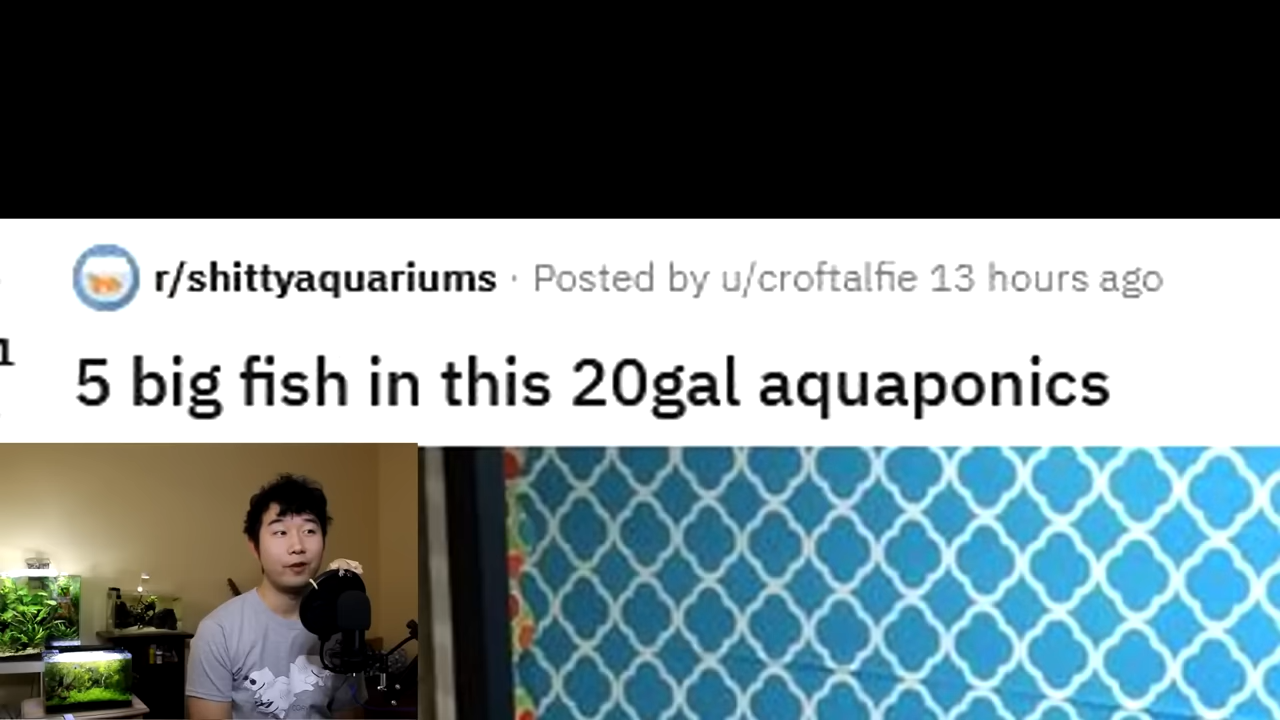 r/shittyaquariums · Posted by u/croftalfie 13 hours ago
5 big fish in this 20gal aquaponics